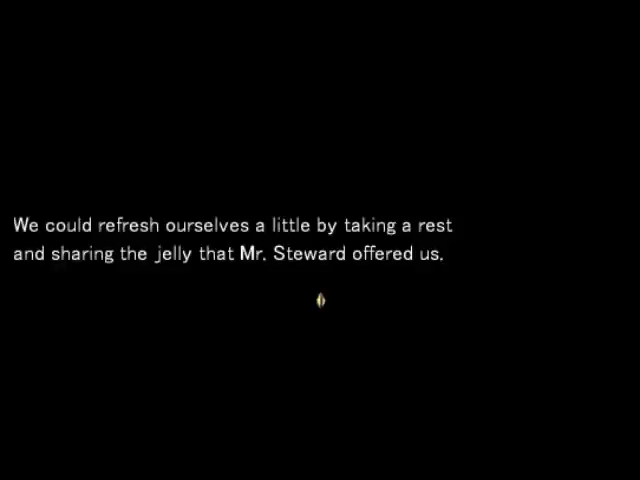 We could refresh ourselves a little by taking a rest
and sharing the jelly that Mr. Steward offered us.